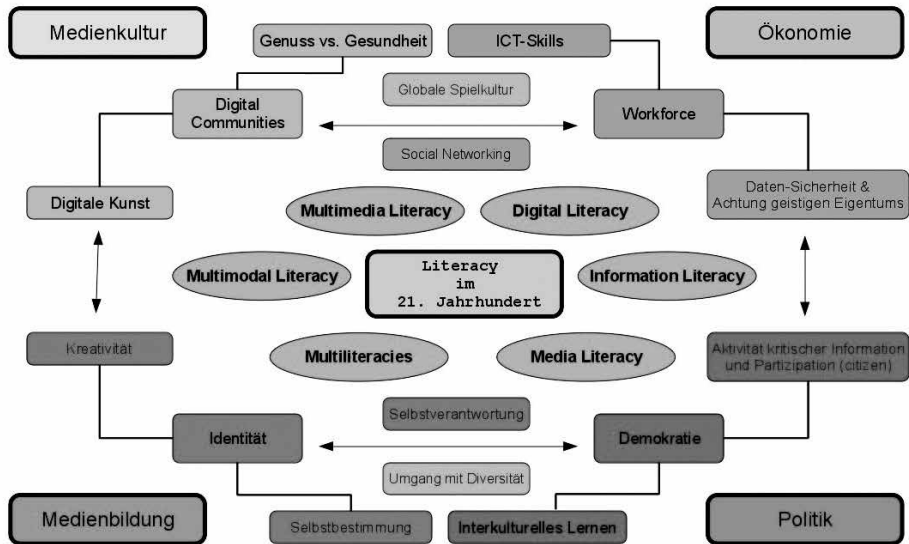 Medienkultur
Genuss vs. Gesundheit
ICT-Skills
Ökonomie
Globale Spielkultur
Digital
Communities
Workforce
Social Networking
Digitale Kunst
Daten-Sicherheit &
Achtung geistigen Eigentums
Multimedia Literacy
Digital Literacy
Multimodal Literacy
Literacy
im
21. Jahrhundert
Information Literacy
Kreativität
Multiliteracies
Media Literacy
Aktivität kritischer Information
und Partizipation (citizen)
Selbstverantwortung
Identität
Demokratie
Umgang mit Diversität
Medienbildung
Selbstbestimmung
Interkulturelles Lernen
Politik